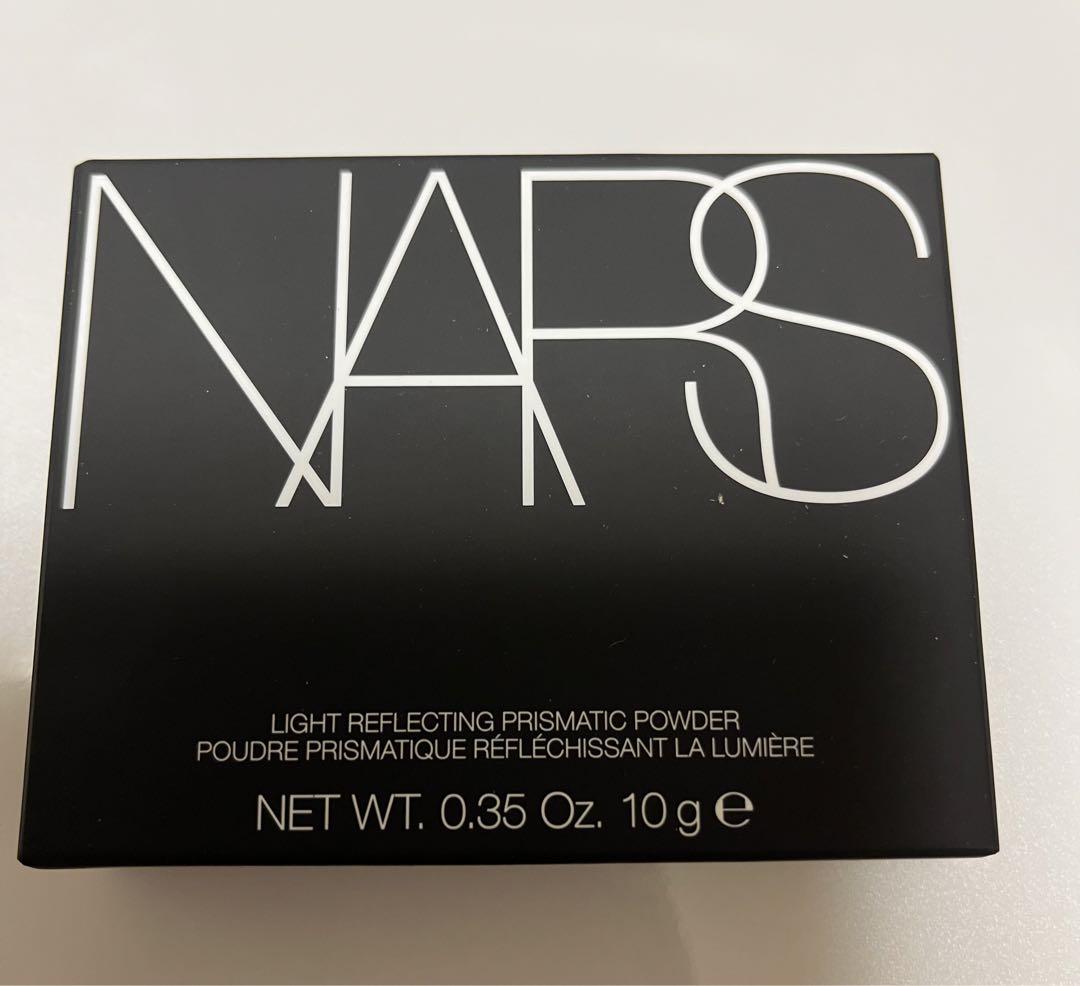 NARS
LIGHT REFLECTING PRISMATIC POWDER
POUDRE PRISMATIQUE RÉFLÉCHISSANT LA LUMIÈRE
NET WT. 0.35 Oz. 10 g ℮